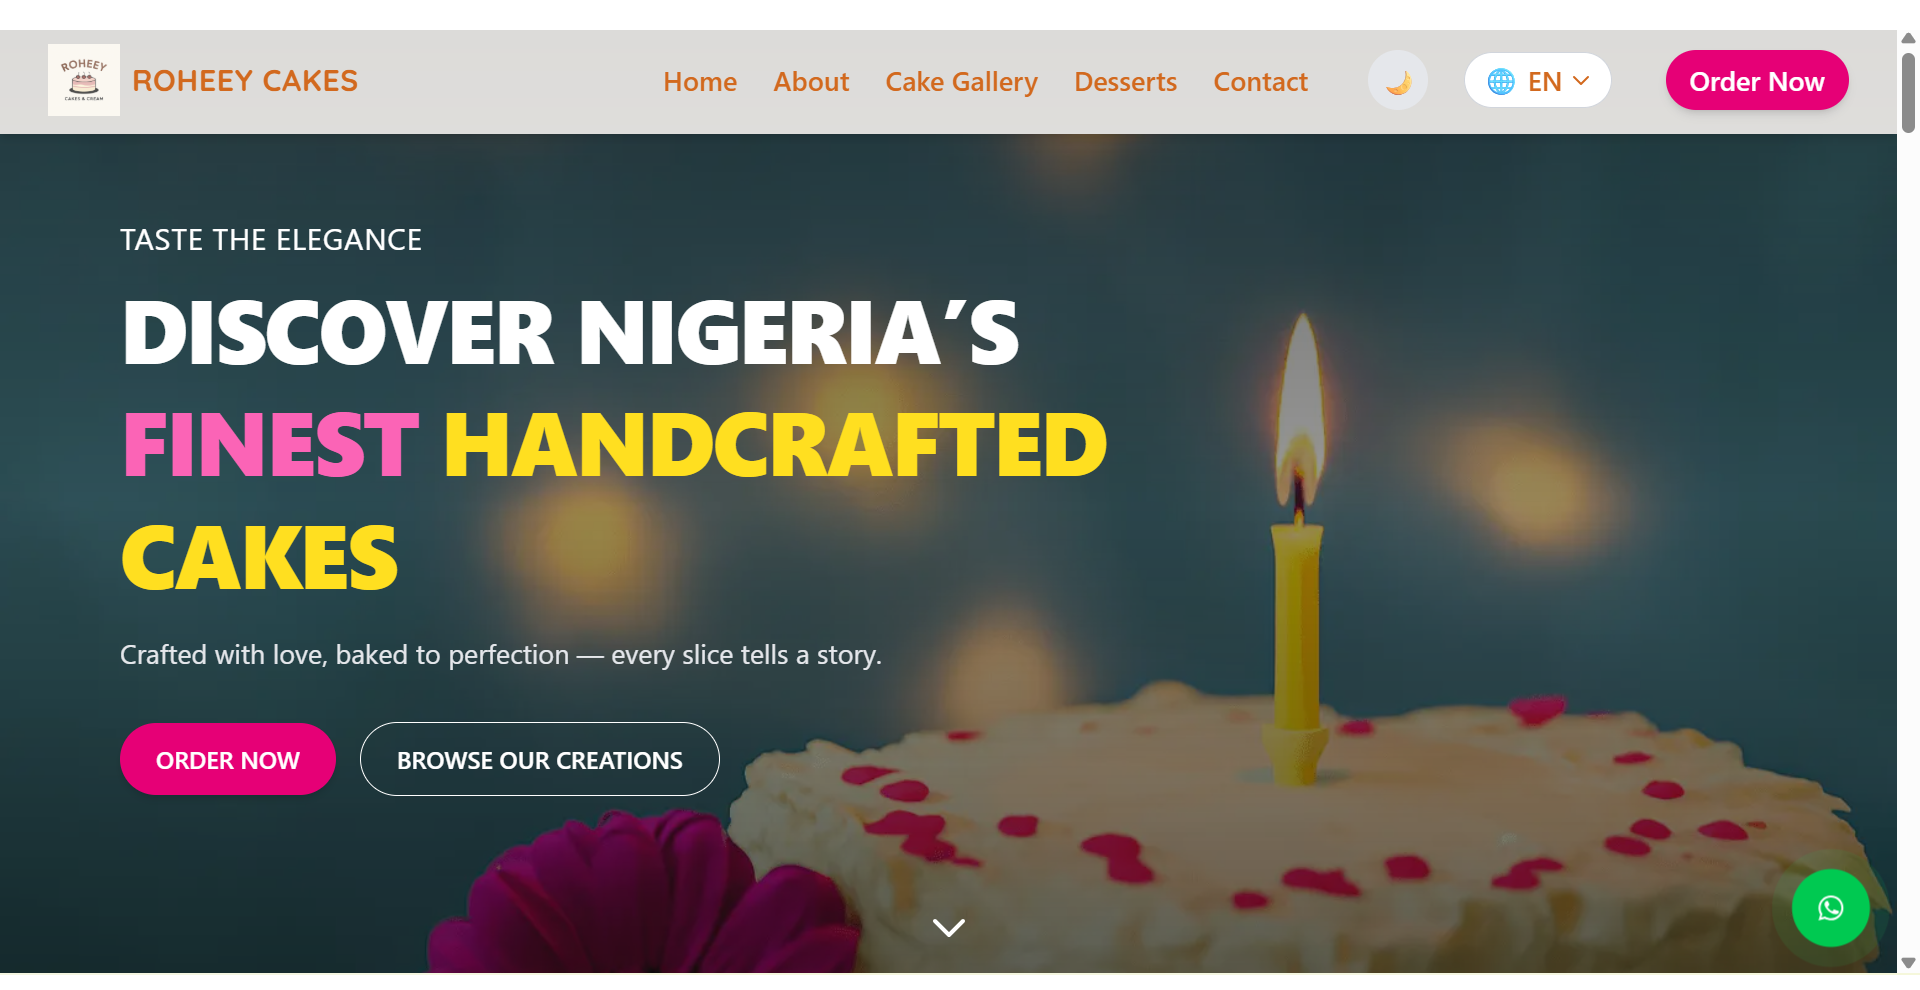 ROHEEY
CAKES & CREAM
ROHEEY CAKES
Home
About
Cake Gallery
Desserts
Contact
EN
Order Now
TASTE THE ELEGANCE
DISCOVER NIGERIA’S
FINEST HANDCRAFTED
CAKES
Crafted with love, baked to perfection — every slice tells a story.
ORDER NOW
BROWSE OUR CREATIONS